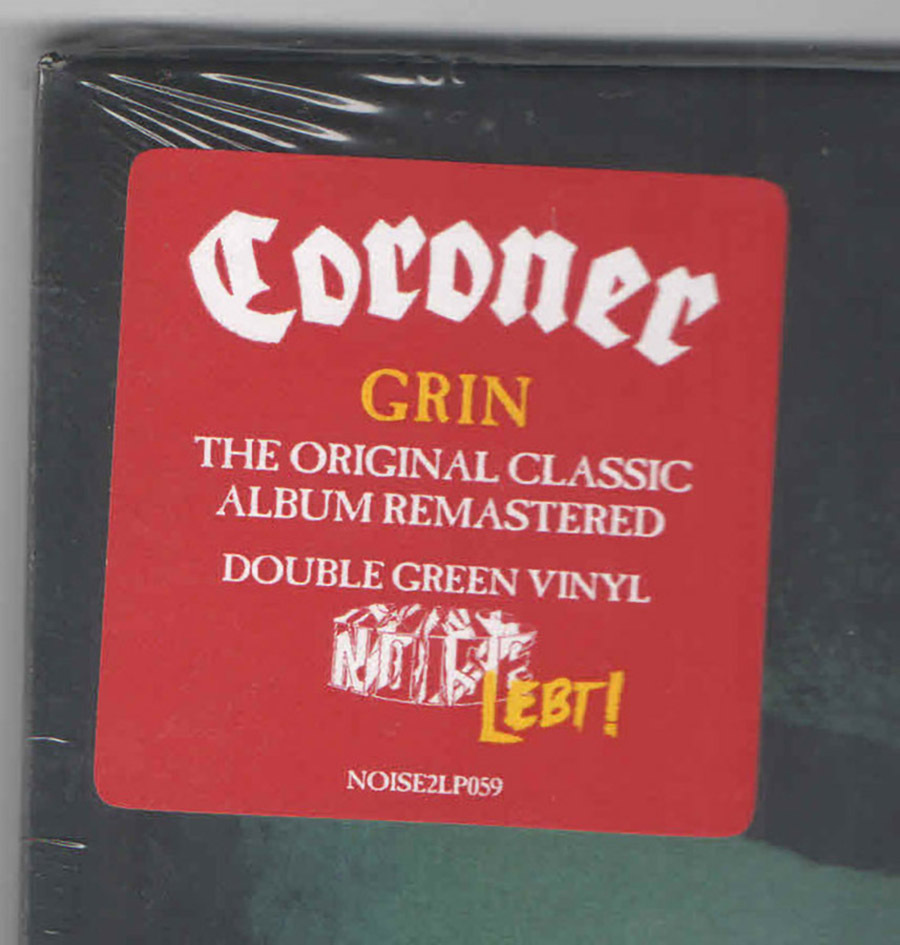 Coroner
GRIN
THE ORIGINAL CLASSIC
ALBUM REMASTERED
DOUBLE GREEN VINYL
NOISE
LEBT!
NOISE2LP059